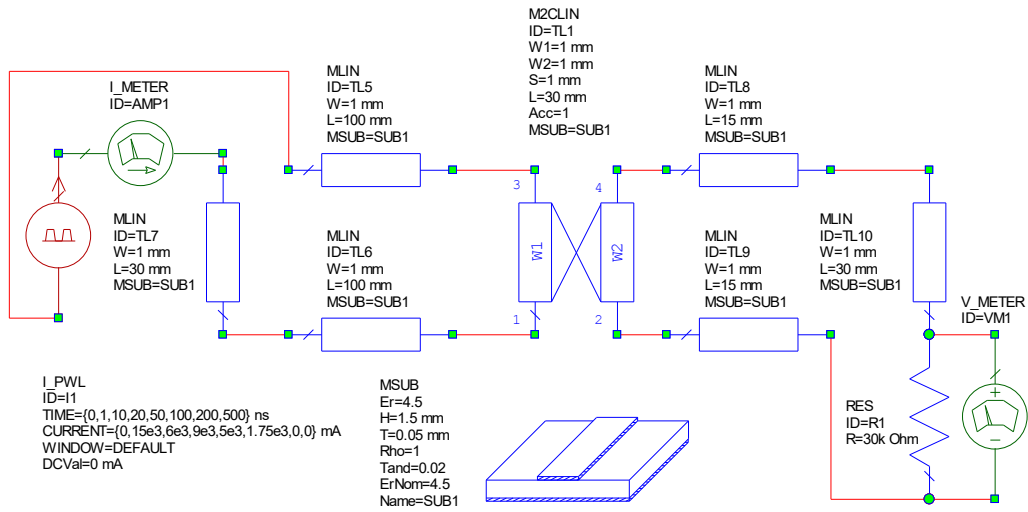 M2CLIN
ID=TL1
W1=1 mm
W2=1 mm
S=1 mm
L=30 mm
Acc=1
MSUB=SUB1
I_METER
ID=AMP1
MLIN
ID=TL5
W=1 mm
L=100 mm
MSUB=SUB1
MLIN
ID=TL8
W=1 mm
L=15 mm
MSUB=SUB1
3
4
MLIN
ID=TL7
W=1 mm
L=30 mm
MSUB=SUB1
MLIN
ID=TL6
W=1 mm
L=100 mm
MSUB=SUB1
W1
W2
MLIN
ID=TL9
W=1 mm
L=15 mm
MSUB=SUB1
MLIN
ID=TL10
W=1 mm
L=30 mm
MSUB=SUB1
V_METER
ID=VM1
1
2
I_PWL
ID=I1
TIME={0,1,10,20,50,100,200,500} ns
CURRENT={0,15e3,6e3,9e3,5e3,1.75e3,0,0} mA
WINDOW=DEFAULT
DCVal=0 mA
MSUB
Er=4.5
H=1.5 mm
T=0.05 mm
Rho=1
Tand=0.02
ErNom=4.5
Name=SUB1
RES
ID=R1
R=30k Ohm
+
−